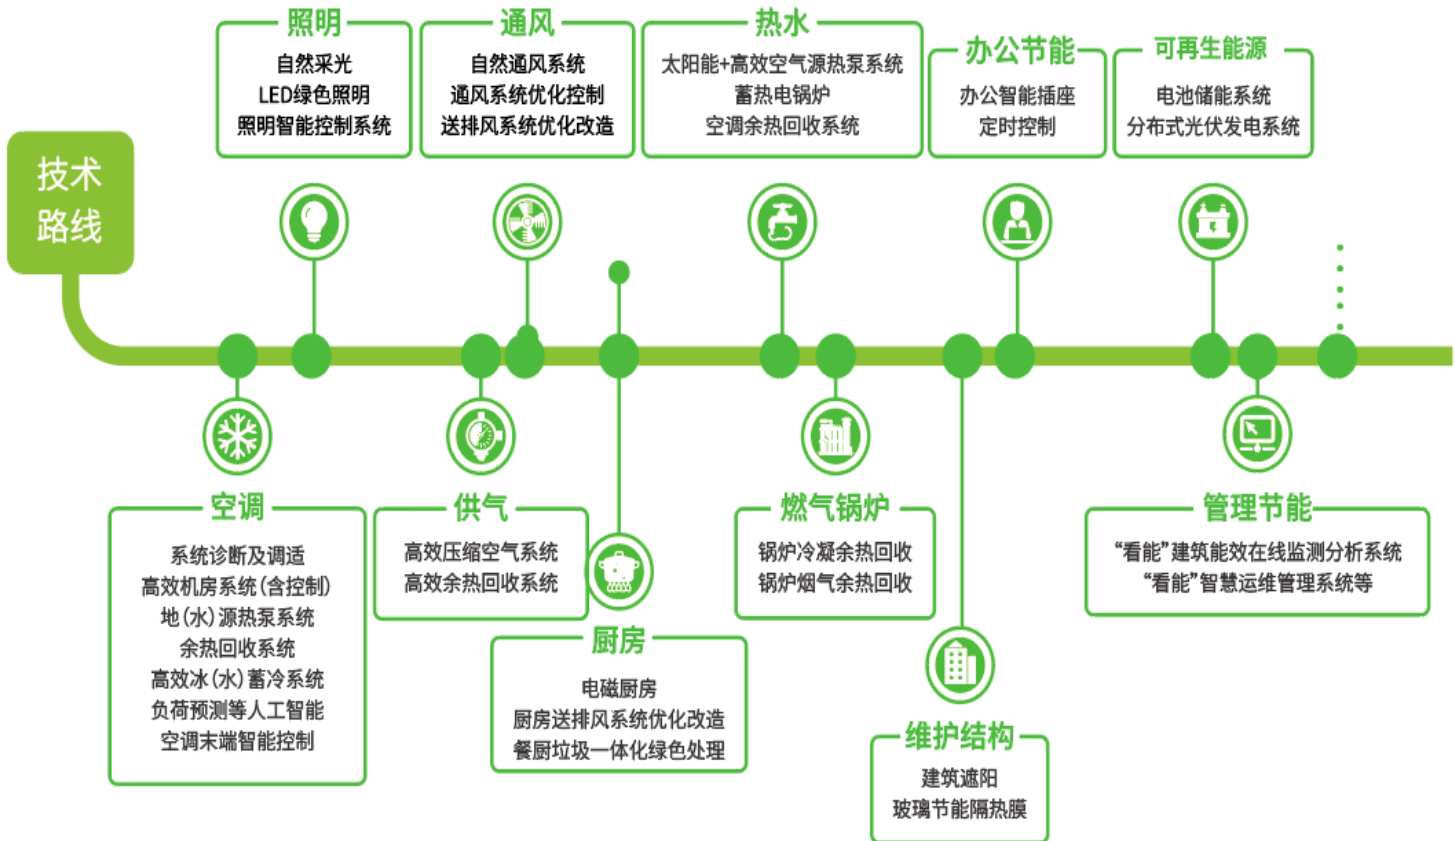 技术
路线
照明
自然采光
LED绿色照明
照明智能控制系统
通风
自然通风系统
通风系统优化控制
送排风系统优化改造
热水
太阳能+高效空气源热泵系统
蓄热电锅炉
空调余热回收系统
办公节能
办公智能插座
定时控制
可再生能源
电池储能系统
分布式光伏发电系统
空调
系统诊断及调适
高效机房系统(含控制)
地(水)源热泵系统
余热回收系统
高效冰(水)蓄冷系统
负荷预测等人工智能
空调末端智能控制
供气
高效压缩空气系统
高效余热回收系统
厨房
电磁厨房
厨房送排风系统优化改造
餐厨垃圾一体化绿色处理
燃气锅炉
锅炉冷凝余热回收
锅炉烟气余热回收
维护结构
建筑遮阳
玻璃节能隔热膜
管理节能
“看能”建筑能效在线监测分析系统
“看能”智慧运维管理系统等